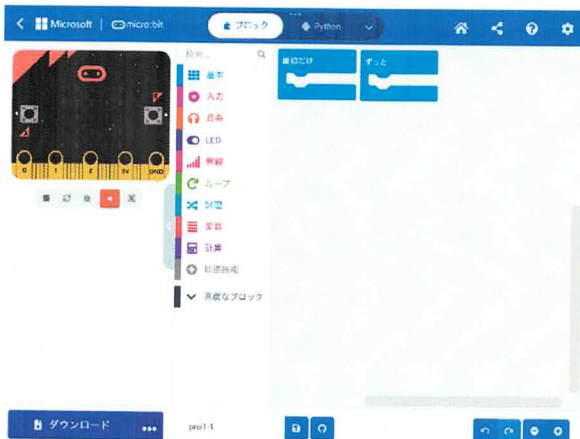 Microsoft micro:bit ブロック Python
検索...
基本
入力
音楽
LED
無線
ループ
論理
変数
計算
拡張機能
高度なブロック
最初だけ
ずっと
0 1 2 3V GND
ダウンロード